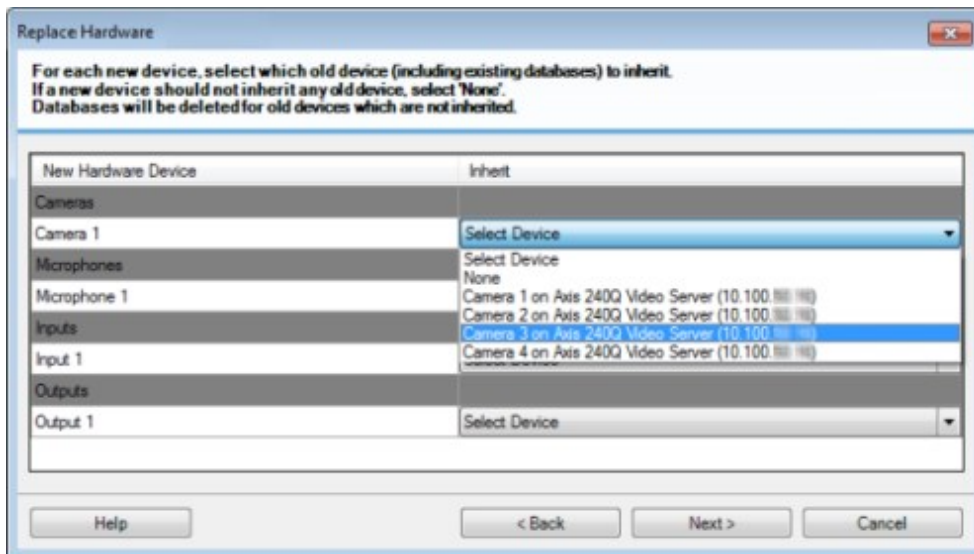 Replace Hardware
For each new device, select which old device (including existing databases) to inherit.
If a new device should not inherit any old device, select 'None'.
Databases will be deleted for old devices which are not inherited.
New Hardware Device Inherit
Cameras
Camera 1 Select Device
Microphones Select Device
None
Microphone 1 Camera 1 on Axis 240Q Video Server (10.100.
Camera 2 on Axis 240Q Video Server (10.100.
Inputs Camera 3 on Axis 240Q Video Server (10.100.
Input 1 Camera 4 on Axis 240Q Video Server (10.100.
Outputs
Output 1 Select Device
Help < Back Next > Cancel